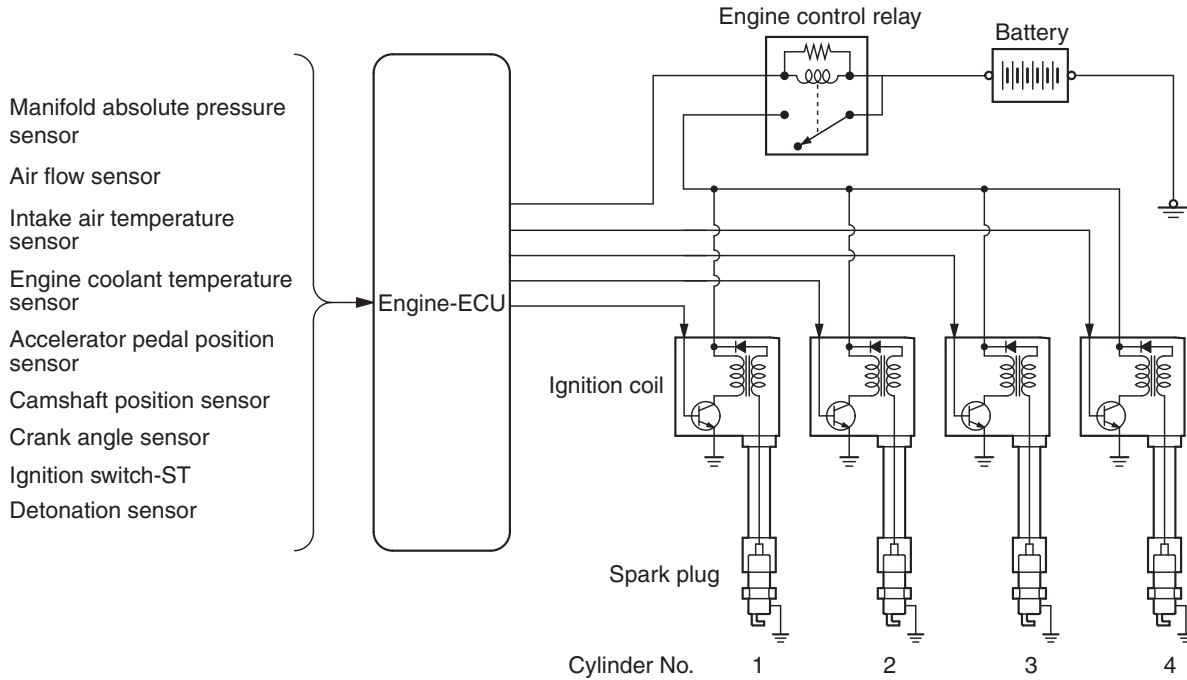 Engine control relay
Battery
Manifold absolute pressure
sensor
Air flow sensor
Intake air temperature
sensor
Engine coolant temperature
sensor
Engine-ECU
Accelerator pedal position
sensor
Ignition coil
Camshaft position sensor
Crank angle sensor
Ignition switch-ST
Detonation sensor
Spark plug
Cylinder No. 1 2 3 4